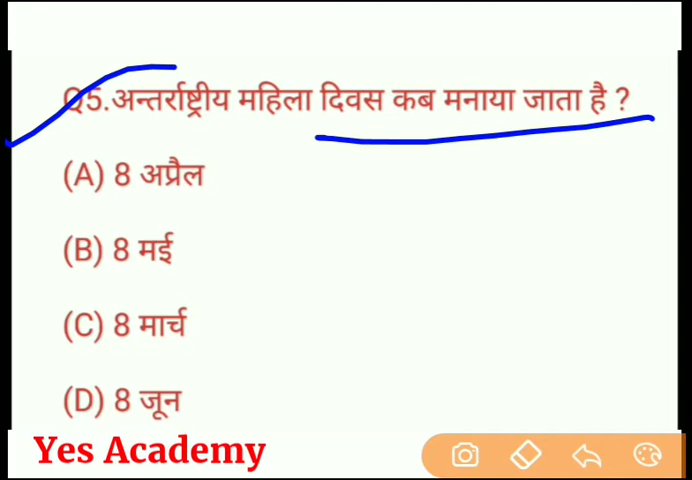 Q5.अन्तर्राष्ट्रीय महिला दिवस कब मनाया जाता है ?
(A) 8 अप्रैल
(B) 8 मई
(C) 8 मार्च
(D) 8 जून
Yes Academy